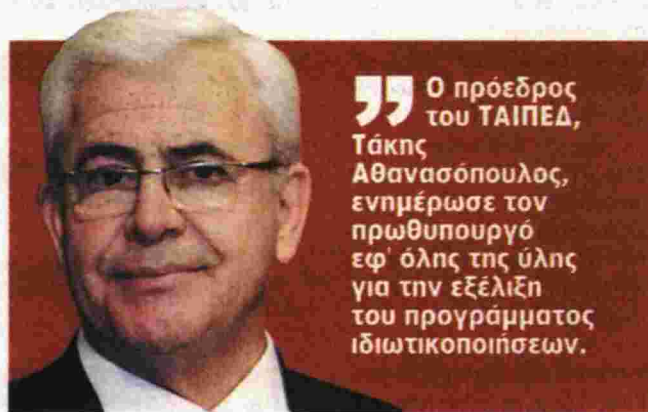 ❞ Ο πρόεδρος
του ΤΑΙΠΕΔ,
Τάκης
Αθανασόπουλος,
ενημέρωσε τον
πρωθυπουργό
εφ' όλης της ύλης
για την εξέλιξη
του προγράμματος
ιδιωτικοποιήσεων.